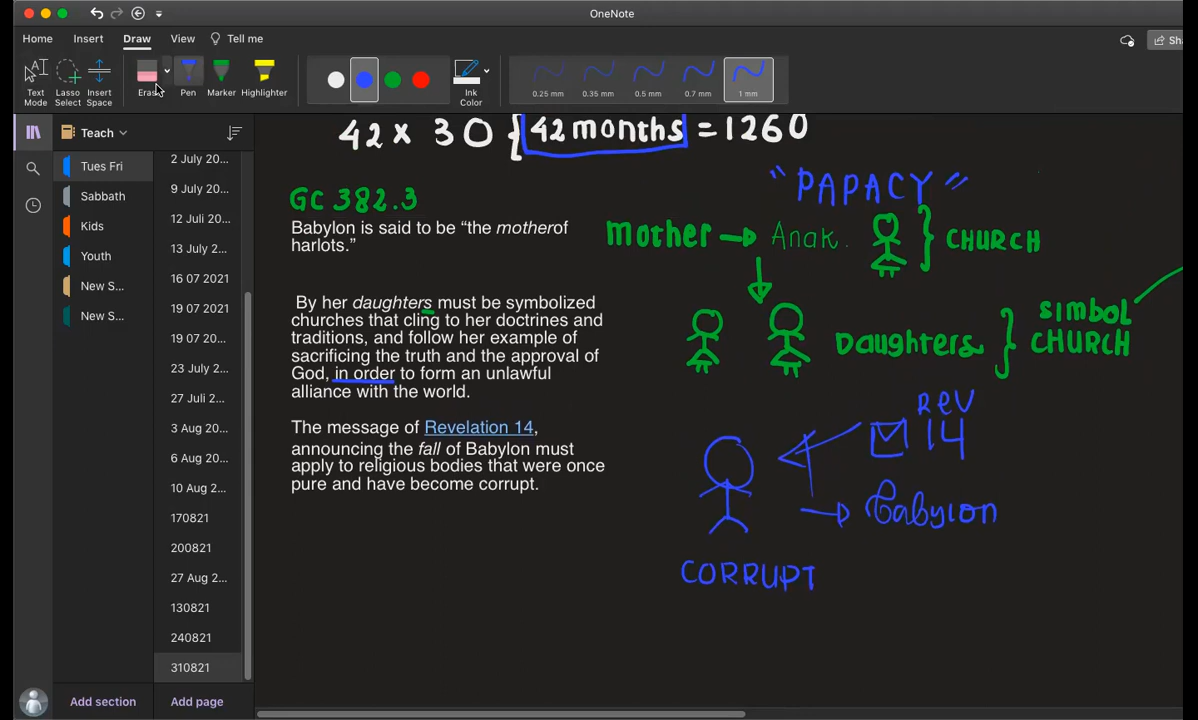 OneNote
Home Insert Draw View Tell me
Sha
Text Mode
Lasso Select
Insert Space
Eras
Pen
Marker
Highlighter
Ink Color
0.25 mm
0.35 mm
0.5 mm
0.7 mm
1 mm
Teach
Tues Fri
Sabbath
Kids
Youth
New S...
New S...
2 July 20...
9 July 20...
12 Juli 20...
13 July 20...
16 07 2021
19 07 2021
19 07 20...
23 July 20...
27 Juli 20...
3 Aug 20...
6 Aug 20...
10 Aug 20...
170821
200821
27 Aug 2...
130821
240821
310821
Add section
Add page
42 x 30 { 42 months = 1260
"PAPACY"
GC 382.3
Babylon is said to be “the motherof
harlots.”
By her daughters must be symbolized
churches that cling to her doctrines and
traditions, and follow her example of
sacrificing the truth and the approval of
God, in order to form an unlawful
alliance with the world.
The message of Revelation 14,
announcing the fall of Babylon must
apply to religious bodies that were once
pure and have become corrupt.
mother → Anak. } CHURCH
Daughters } SIMBOL
CHURCH
REV
14
Babylon
CORRUPT